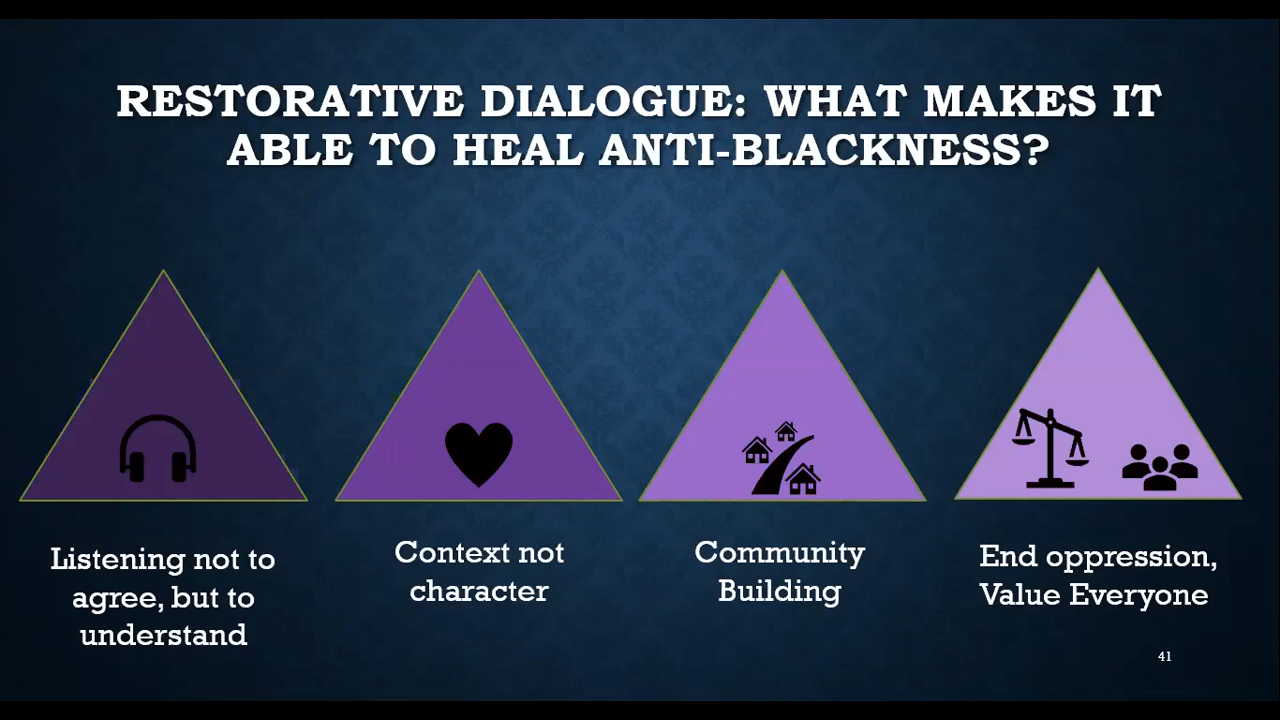 RESTORATIVE DIALOGUE: WHAT MAKES IT
ABLE TO HEAL ANTI-BLACKNESS?
Listening not to
agree, but to
understand
Context not
character
Community
Building
End oppression,
Value Everyone
41